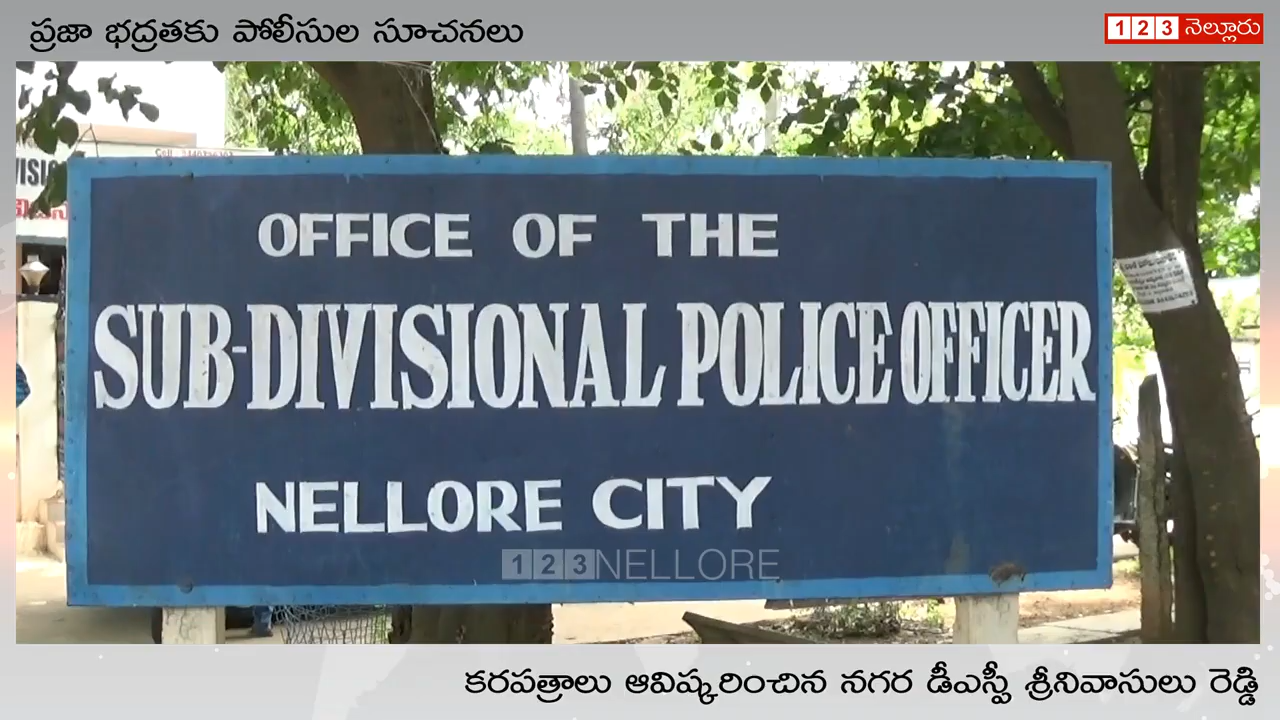 ప్రజా భద్రతకు పోలీసుల సూచనలు
123 నెల్లూరు
OFFICE OF THE
SUB-DIVISIONAL POLICE OFFICER
NELLORE CITY
123NELLORE
కరపత్రాలు ఆవిష్కరించిన నగర డీఎస్పీ శ్రీనివాసులు రెడ్డి